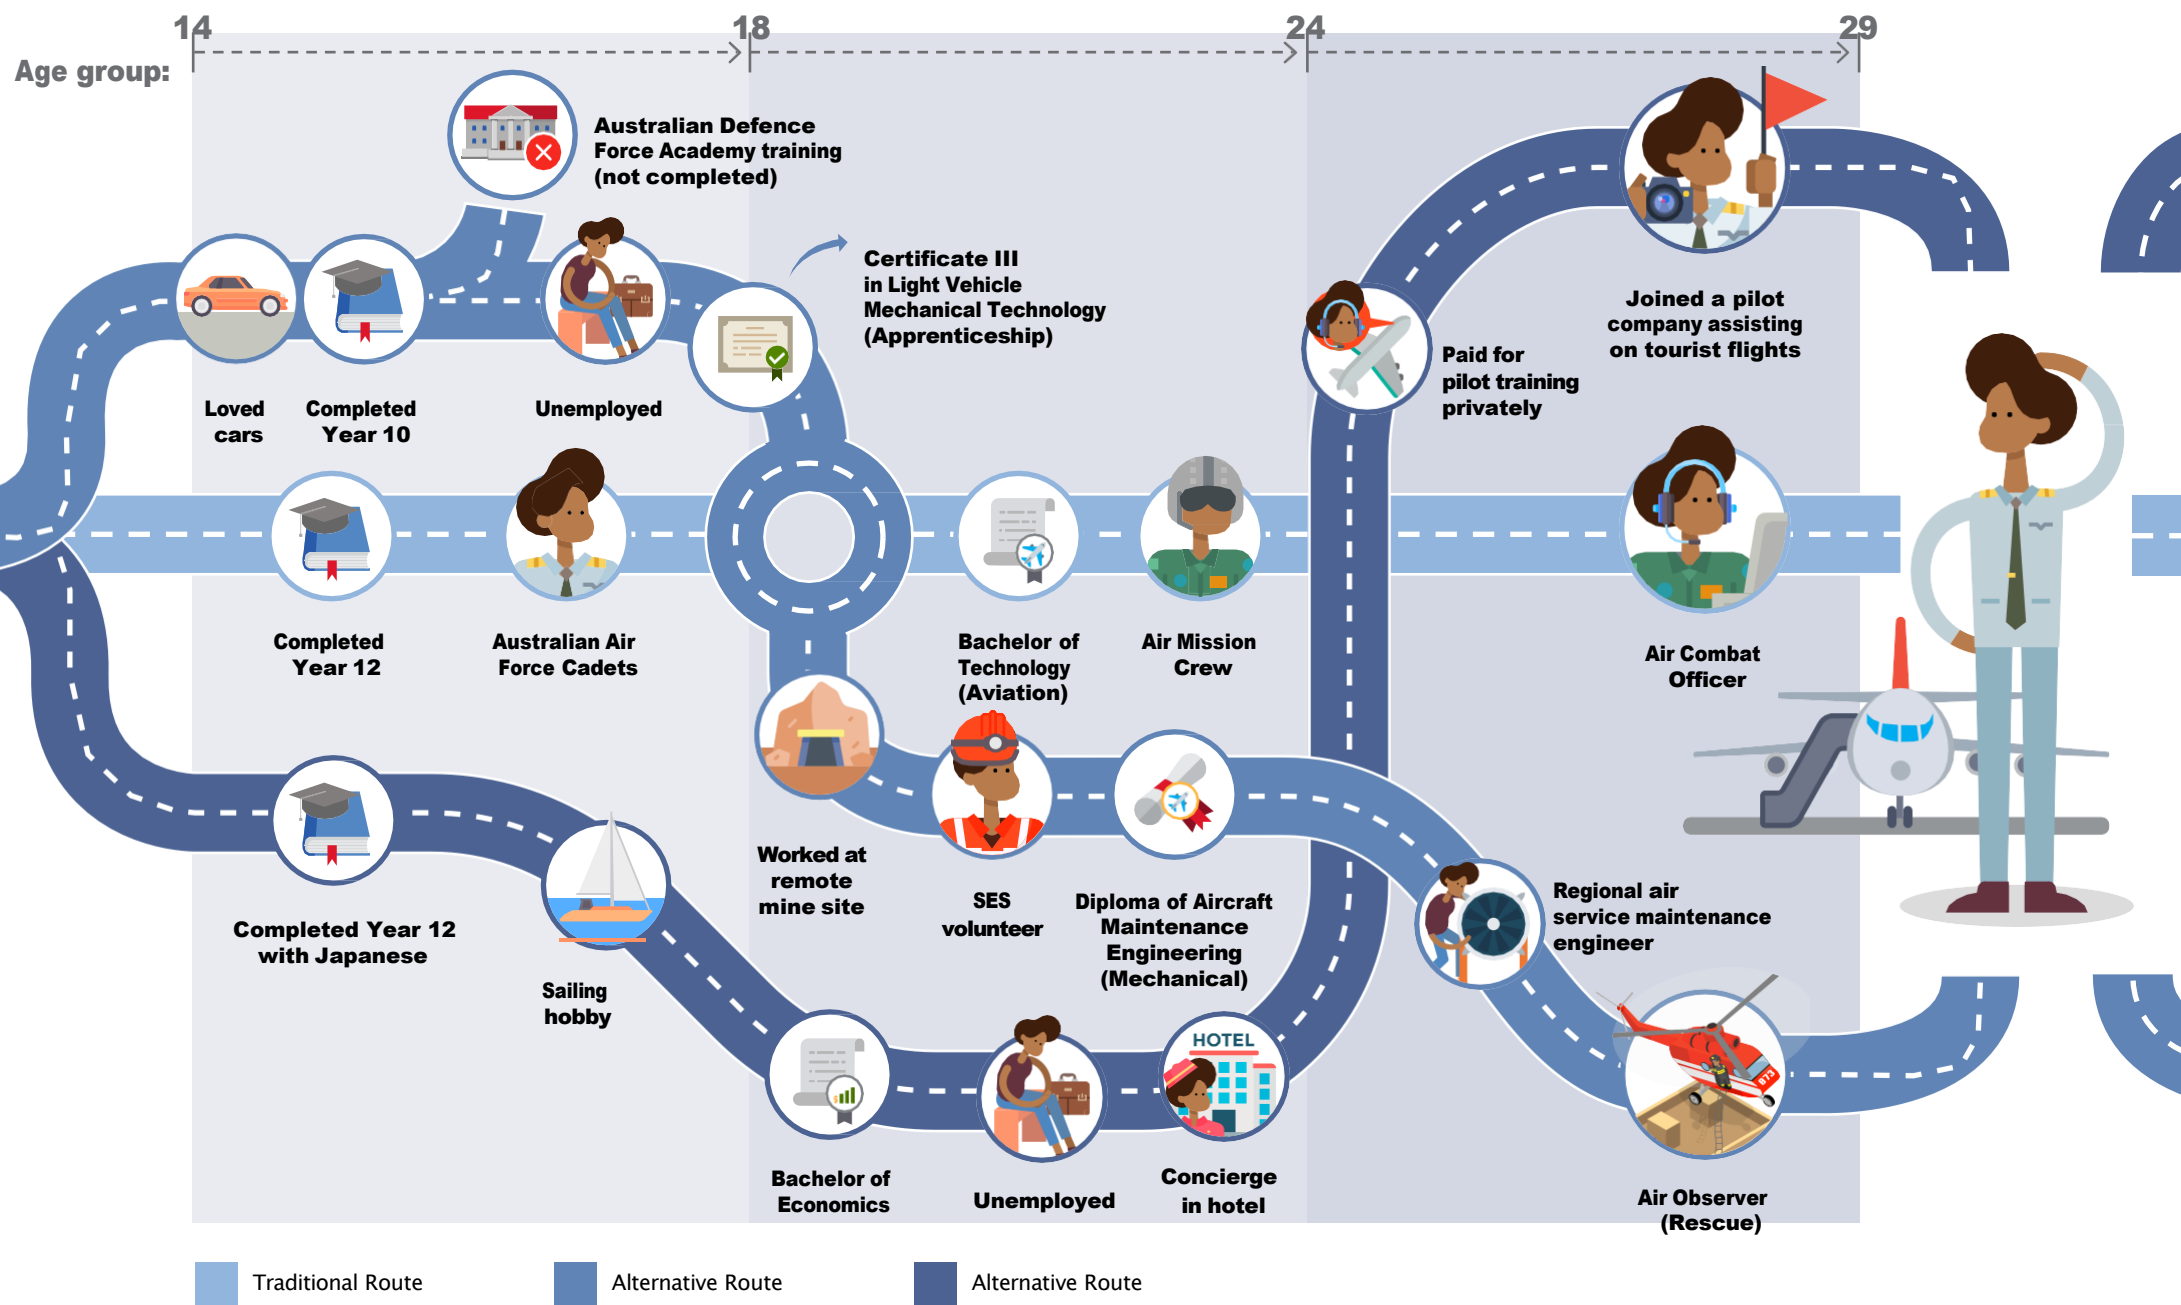 14
18
24
29
Age group:
Australian Defence
Force Academy training
(not completed)
Certificate III
in Light Vehicle
Mechanical Technology
(Apprenticeship)
Loved
cars
Completed
Year 10
Unemployed
Paid for
pilot training
privately
Joined a pilot
company assisting
on tourist flights
Completed
Year 12
Australian Air
Force Cadets
Bachelor of
Technology
(Aviation)
Air Mission
Crew
Air Combat
Officer
Worked at
remote
mine site
SES
volunteer
Diploma of Aircraft
Maintenance
Engineering
(Mechanical)
Regional air
service maintenance
engineer
Completed Year 12
with Japanese
Sailing
hobby
HOTEL
873
Bachelor of
Economics
Unemployed
Concierge
in hotel
Air Observer
(Rescue)
Traditional Route
Alternative Route
Alternative Route